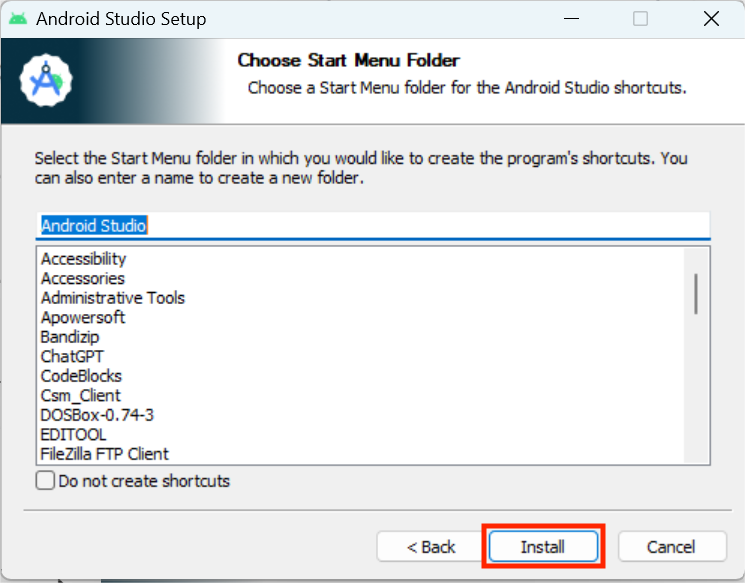 Android Studio Setup
Choose Start Menu Folder
Choose a Start Menu folder for the Android Studio shortcuts.
Select the Start Menu folder in which you would like to create the program's shortcuts. You
can also enter a name to create a new folder.
Android Studio
Accessibility
Accessories
Administrative Tools
Apowersoft
Bandizip
ChatGPT
CodeBlocks
Csm_Client
DOSBox-0.74-3
EDITOOL
FileZilla FTP Client
Do not create shortcuts
< Back
Install
Cancel